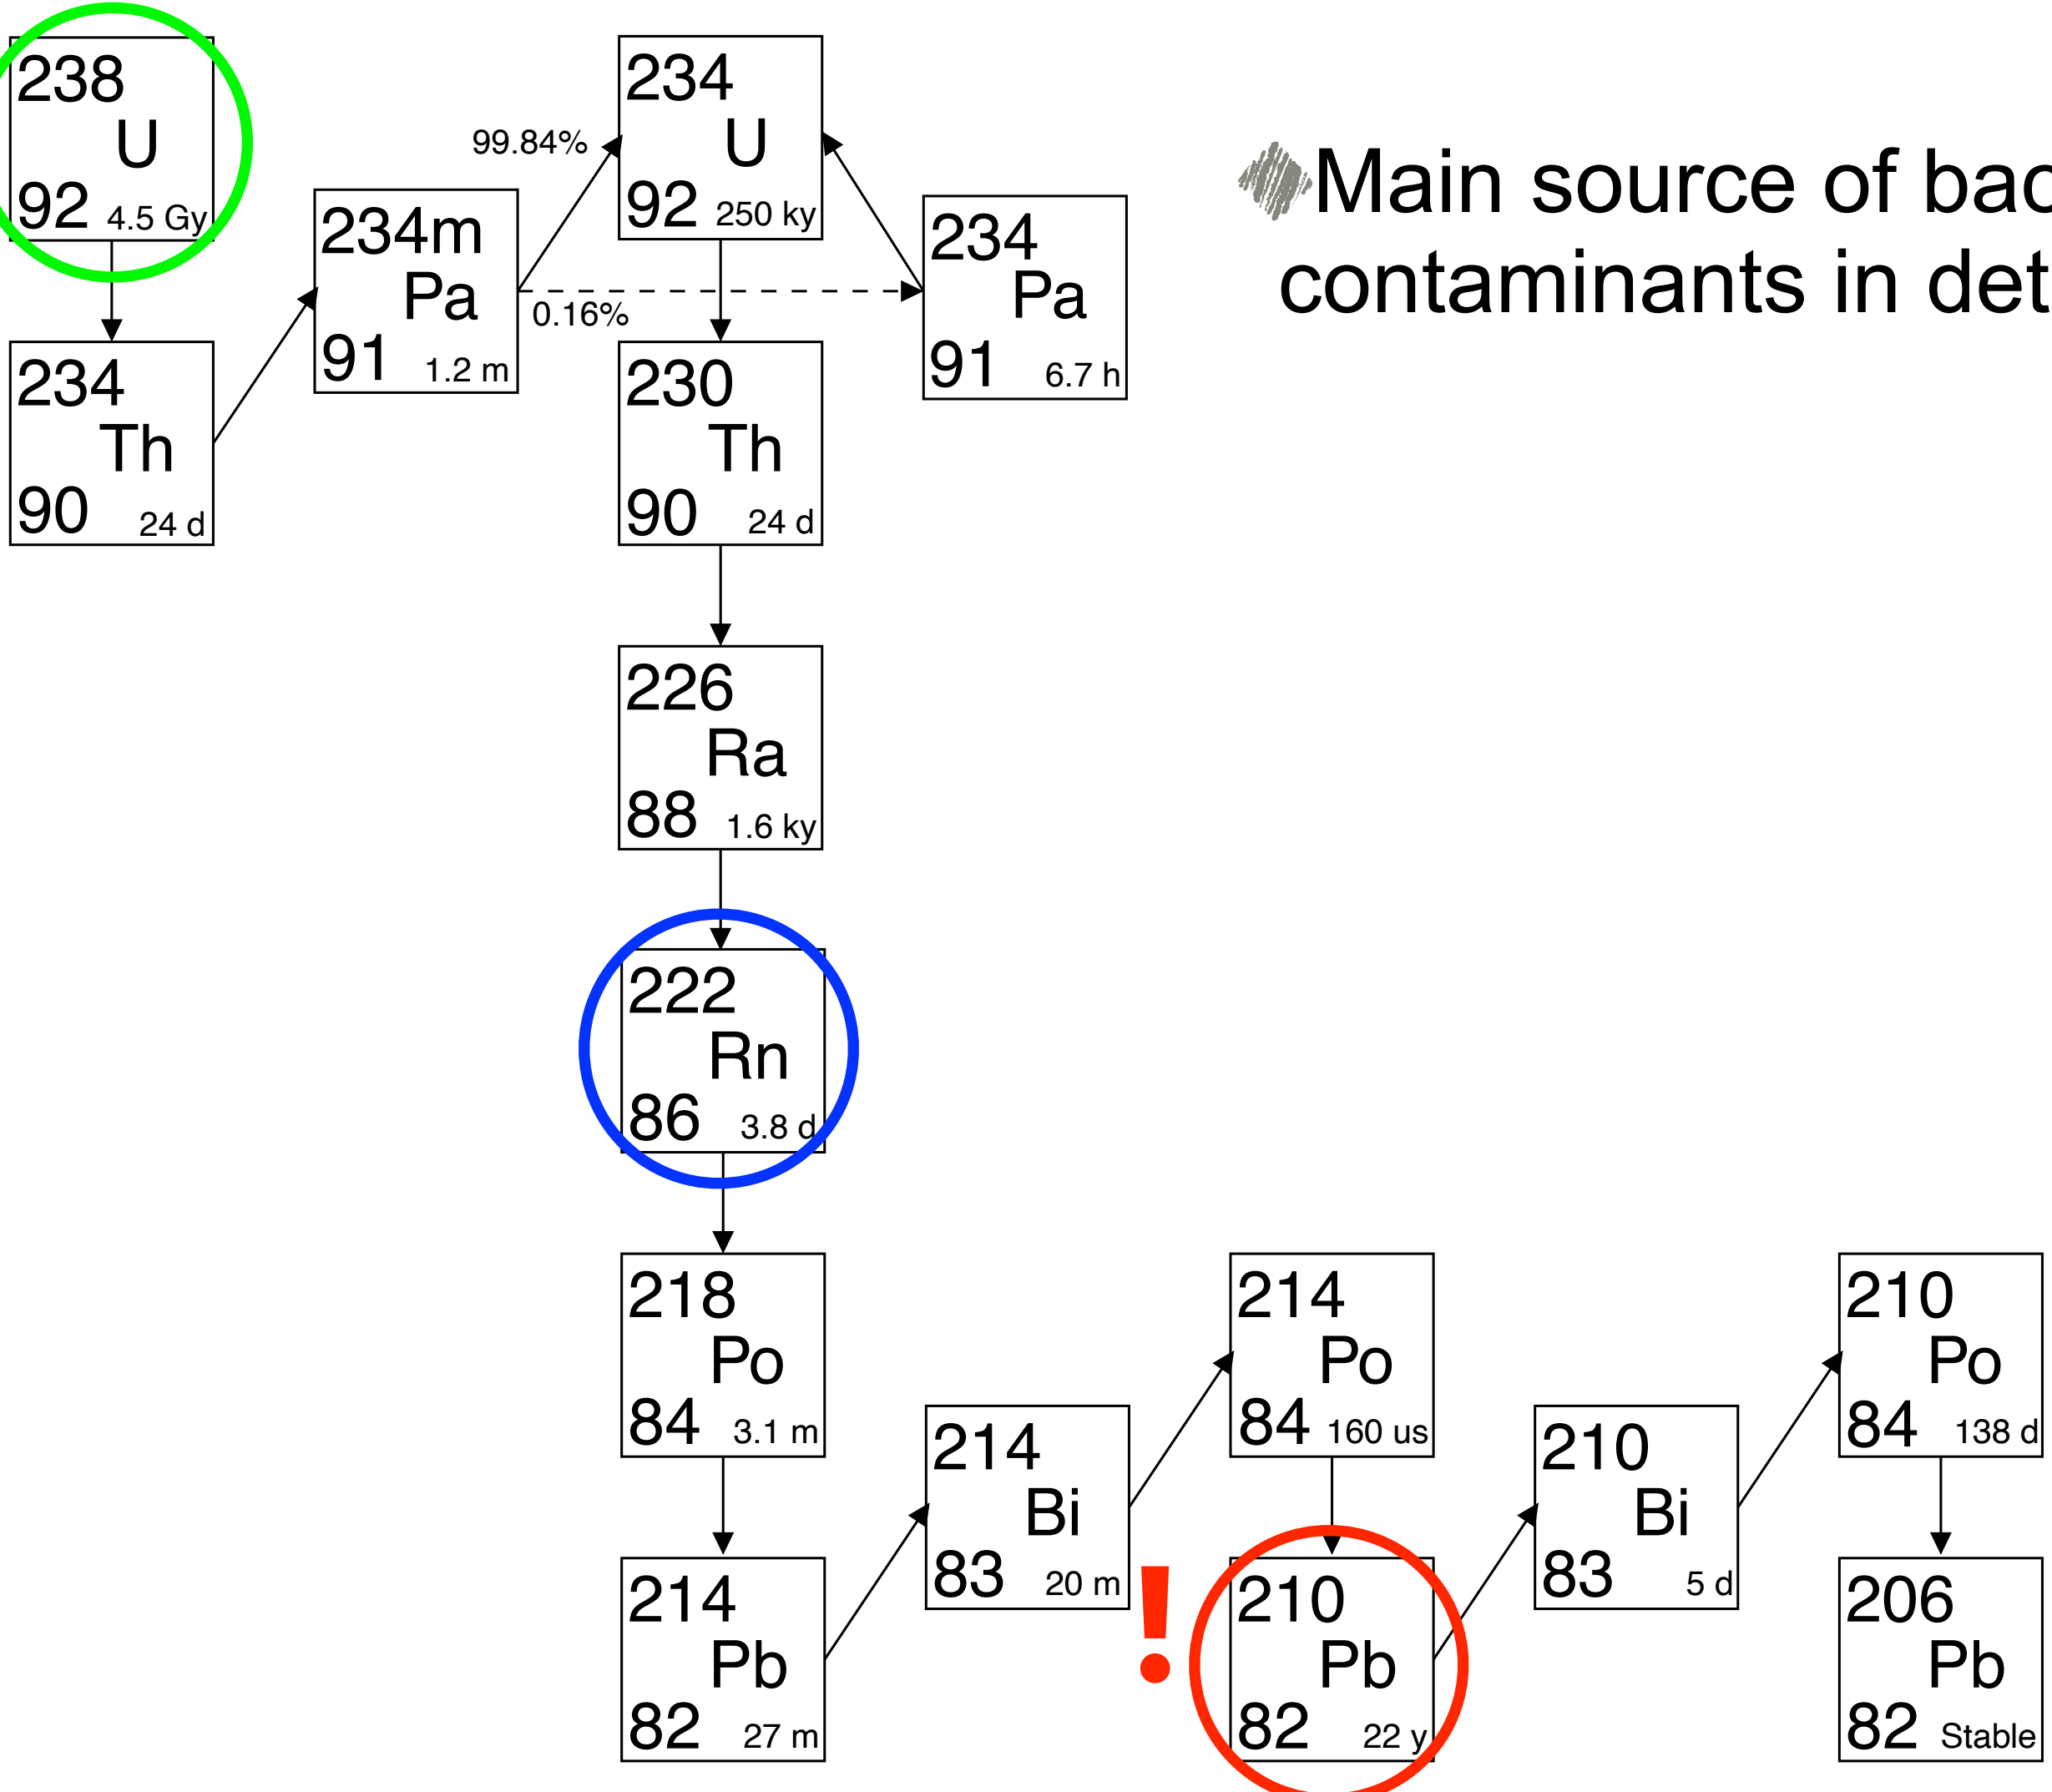 238
U
92 4.5 Gy
234
Th
90 24 d
234m
Pa
91 1.2 m
99.84%
0.16%
234
U
92 250 ky
234
Pa
91 6.7 h
230
Th
90 24 d
226
Ra
88 1.6 ky
222
Rn
86 3.8 d
218
Po
84 3.1 m
214
Pb
82 27 m
214
Bi
83 20 m
214
Po
84 160 us
!
210
Pb
82 22 y
210
Bi
83 5 d
210
Po
84 138 d
206
Pb
82 Stable
Main source of
contaminants in